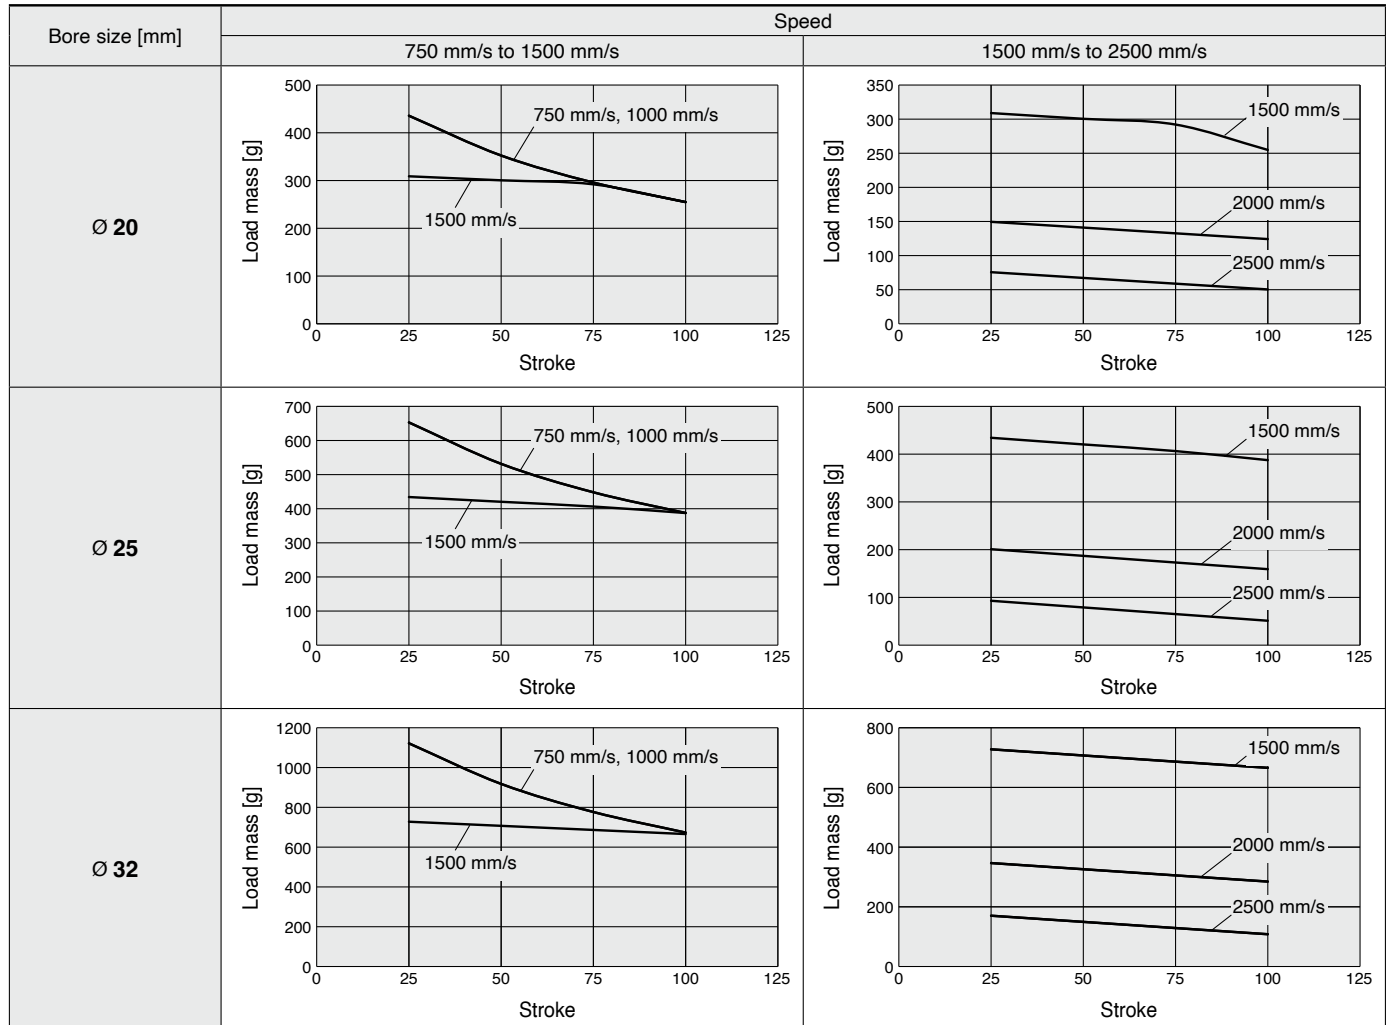 Bore size [mm]
Speed
750 mm/s to 1500 mm/s
1500 mm/s to 2500 mm/s
Ø 20
Load mass [g]
500
400
300
200
100
0
750 mm/s, 1000 mm/s
1500 mm/s
0 25 50 75 100 125
Stroke
Load mass [g]
350
300
250
200
150
100
50
0
1500 mm/s
2000 mm/s
2500 mm/s
0 25 50 75 100 125
Stroke
Ø 25
Load mass [g]
700
600
500
400
300
200
100
0
750 mm/s, 1000 mm/s
1500 mm/s
0 25 50 75 100 125
Stroke
Load mass [g]
500
400
300
200
100
0
1500 mm/s
2000 mm/s
2500 mm/s
0 25 50 75 100 125
Stroke
Ø 32
Load mass [g]
1200
1000
800
600
400
200
0
750 mm/s, 1000 mm/s
1500 mm/s
0 25 50 75 100 125
Stroke
Load mass [g]
800
600
400
200
0
1500 mm/s
2000 mm/s
2500 mm/s
0 25 50 75 100 125
Stroke